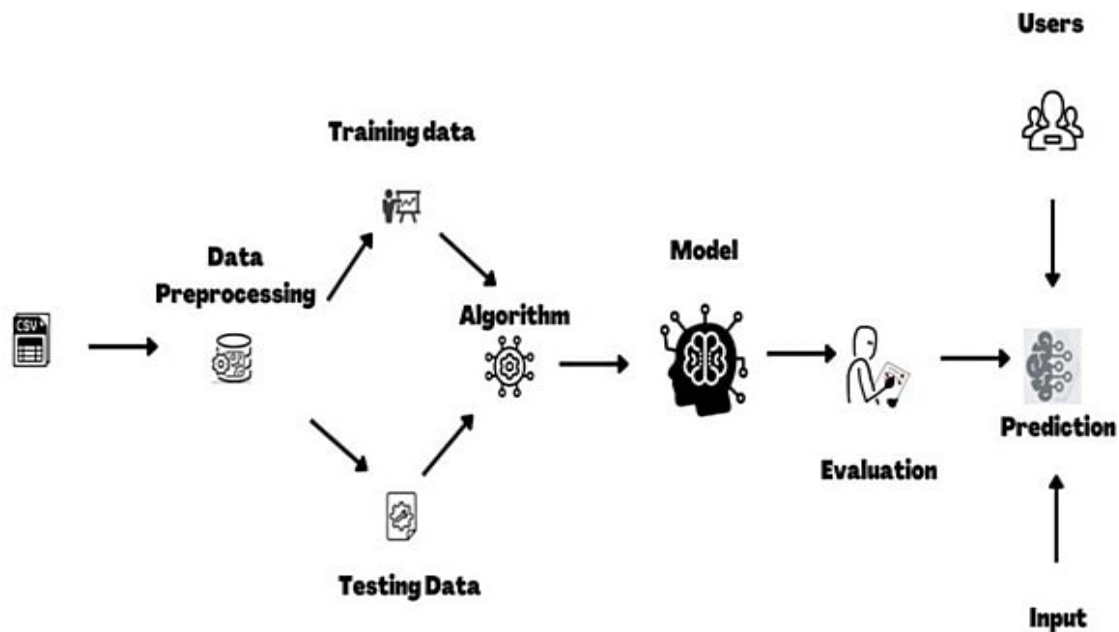 Users
Training data
Data
Preprocessing
Model
CSV
Algorithm
Prediction
Evaluation
Testing Data
Input